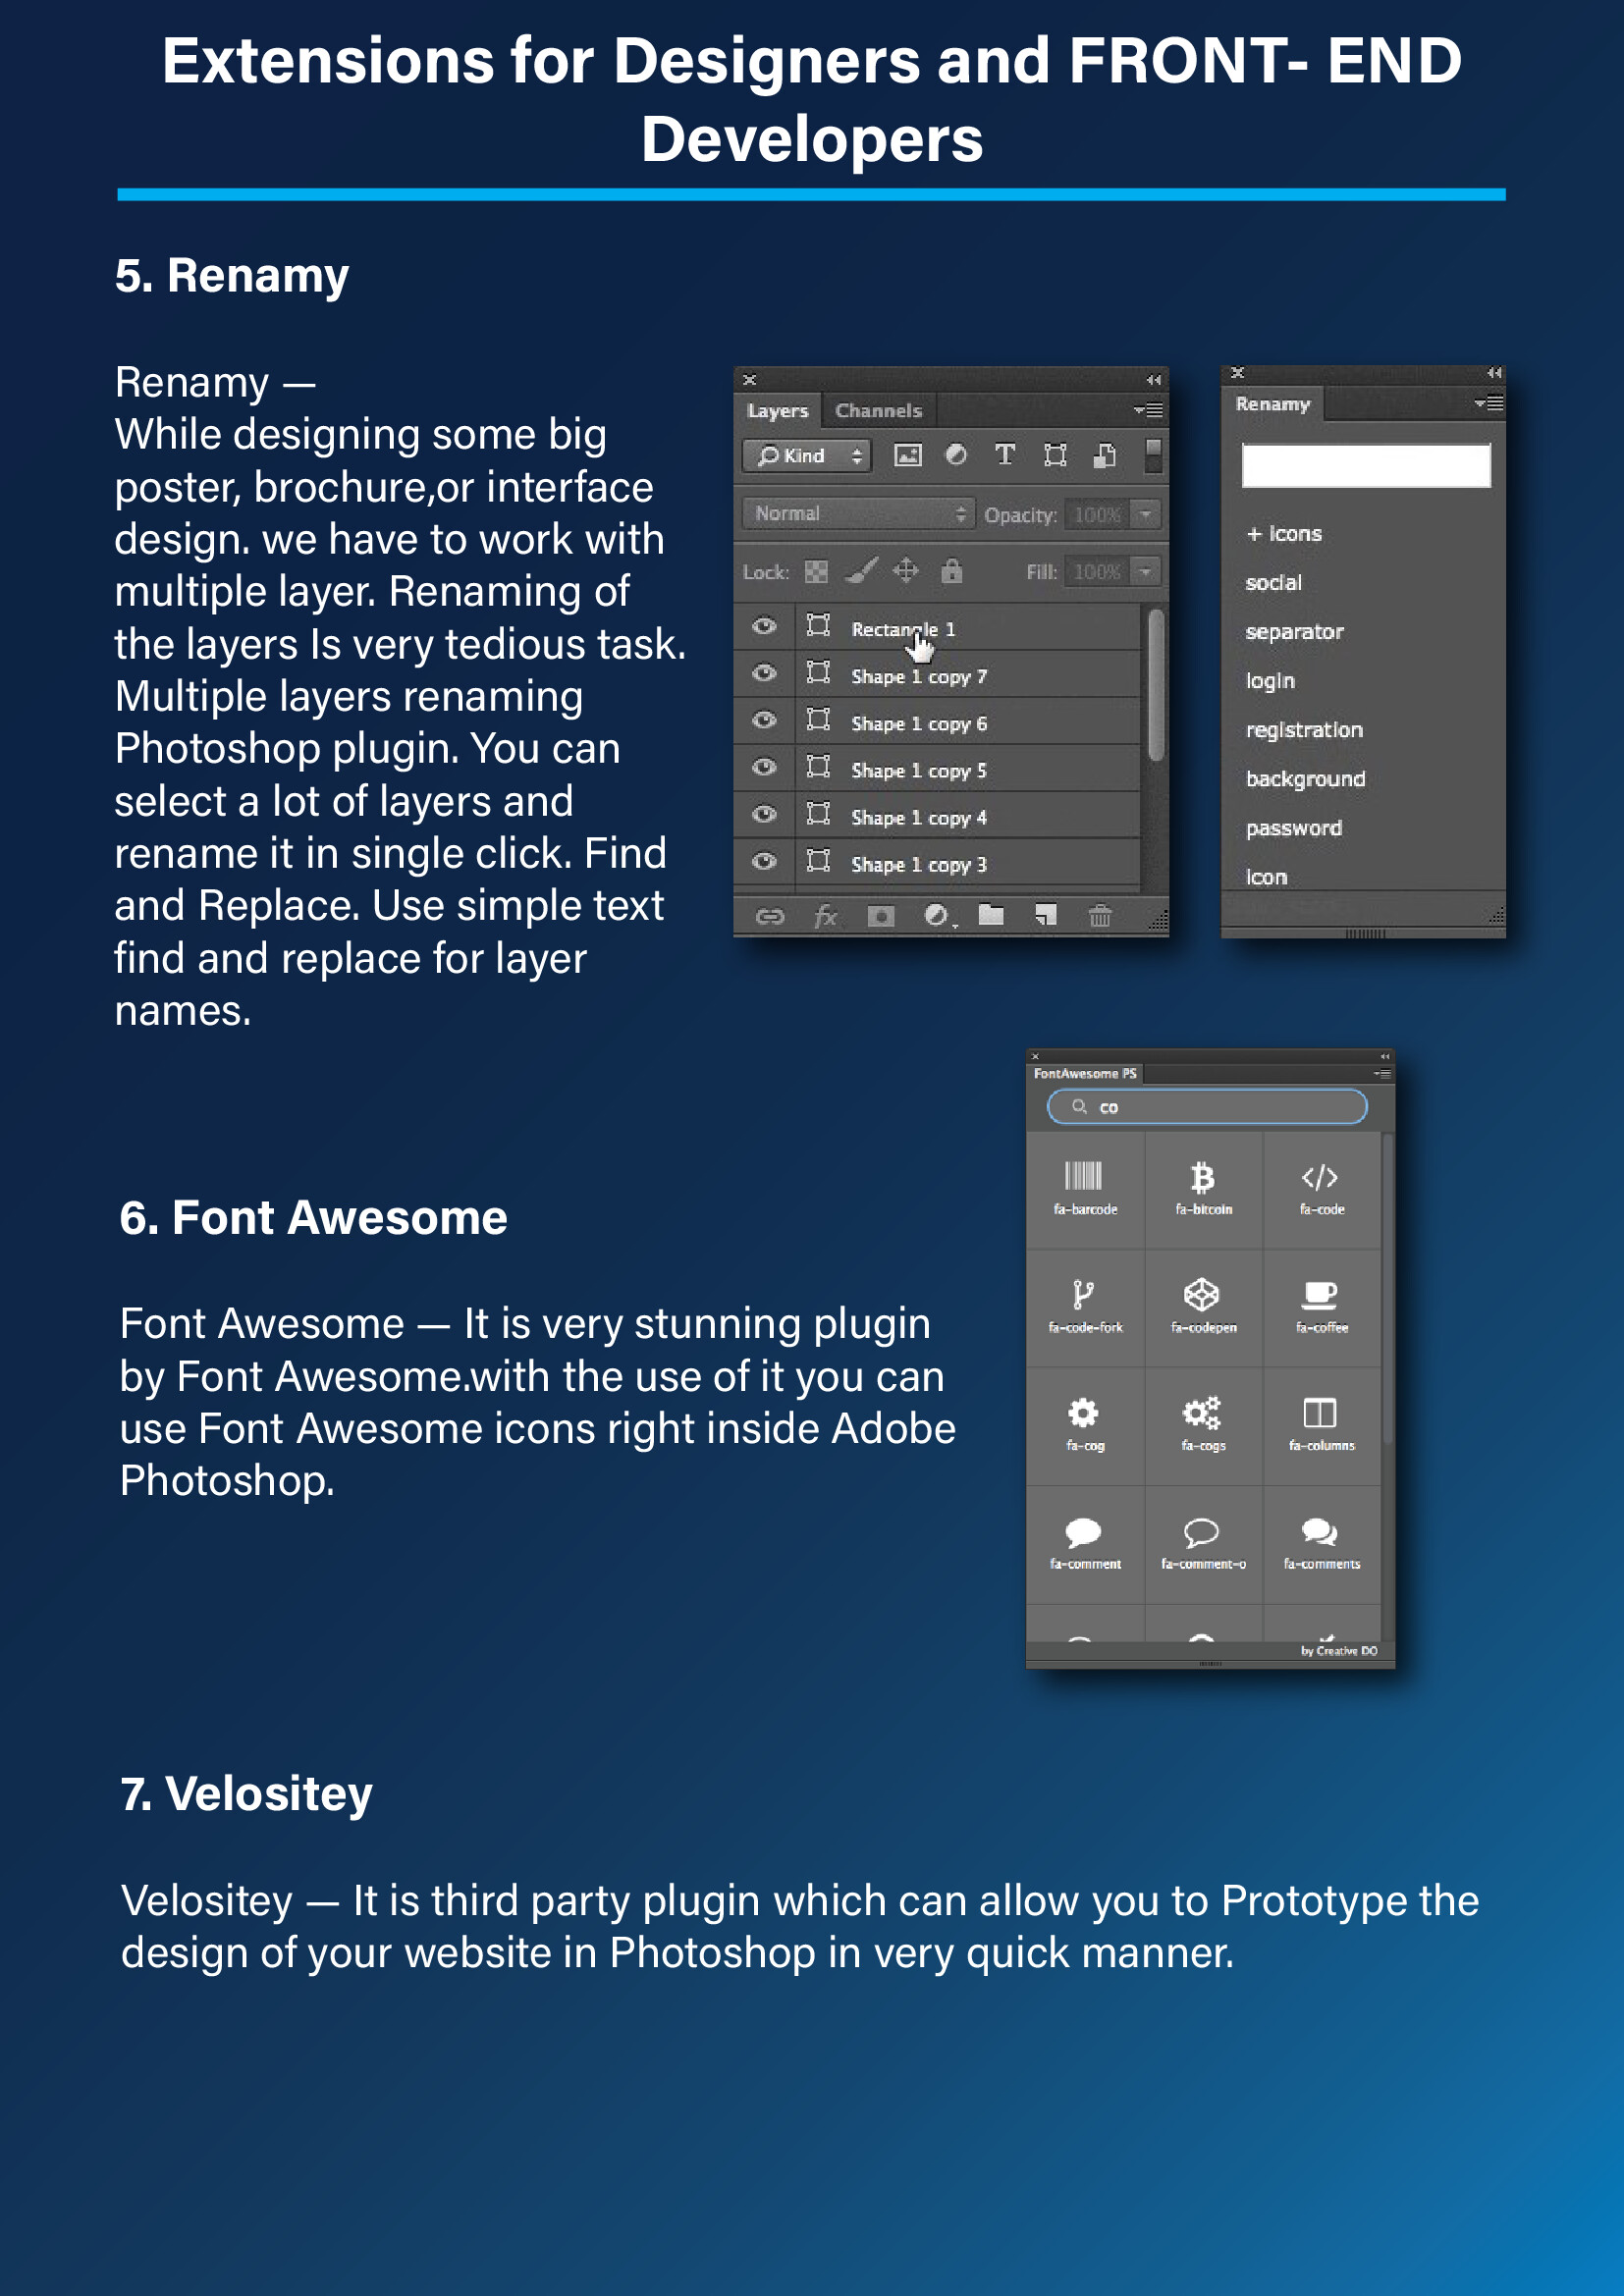 Extensions for Designers and FRONT- END
Developers
5. Renamy
Renamy —
While designing some big
poster, brochure,or interface
design. we have to work with
multiple layer. Renaming of
the layers Is very tedious task.
Multiple layers renaming
Photoshop plugin. You can
select a lot of layers and
rename it in single click. Find
and Replace. Use simple text
find and replace for layer
names.
Layers Channels
Kind T
Normal Opacity: 100%
Lock: Fill: 100%
Rectangle 1
Shape 1 copy 7
Shape 1 copy 6
Shape 1 copy 5
Shape 1 copy 4
Shape 1 copy 3
fx
Renamy
+ Icons
social
separator
login
registration
background
password
icon
FontAwesome PS
co
fa-barcode fa-bitcoin fa-code
fa-code-fork fa-codepen fa-coffee
fa-cog fa-cogs fa-columns
fa-comment fa-comment-o fa-comments
by Creative DO
6. Font Awesome
Font Awesome — It is very stunning plugin
by Font Awesome.with the use of it you can
use Font Awesome icons right inside Adobe
Photoshop.
7. Velositey
Velositey — It is third party plugin which can allow you to Prototype the
design of your website in Photoshop in very quick manner.